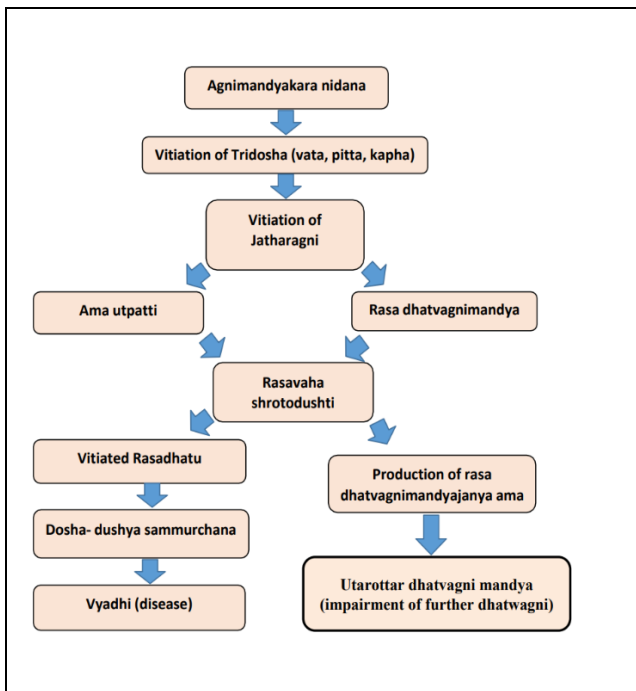 Agnimandyakara nidana
Vitiation of Tridosha (vata, pitta, kapha)
Vitiation of
Jatharagni
Ama utpatti
Rasa dhatvagnimandya
Rasavaha
shrotodushti
Vitiated Rasadhatu
Production of rasa
dhatvagnimandyajanya ama
Dosha- dushya sammurchana
Utarottar dhatvagni mandya
(impairment of further dhatwagni)
Vyadhi (disease)